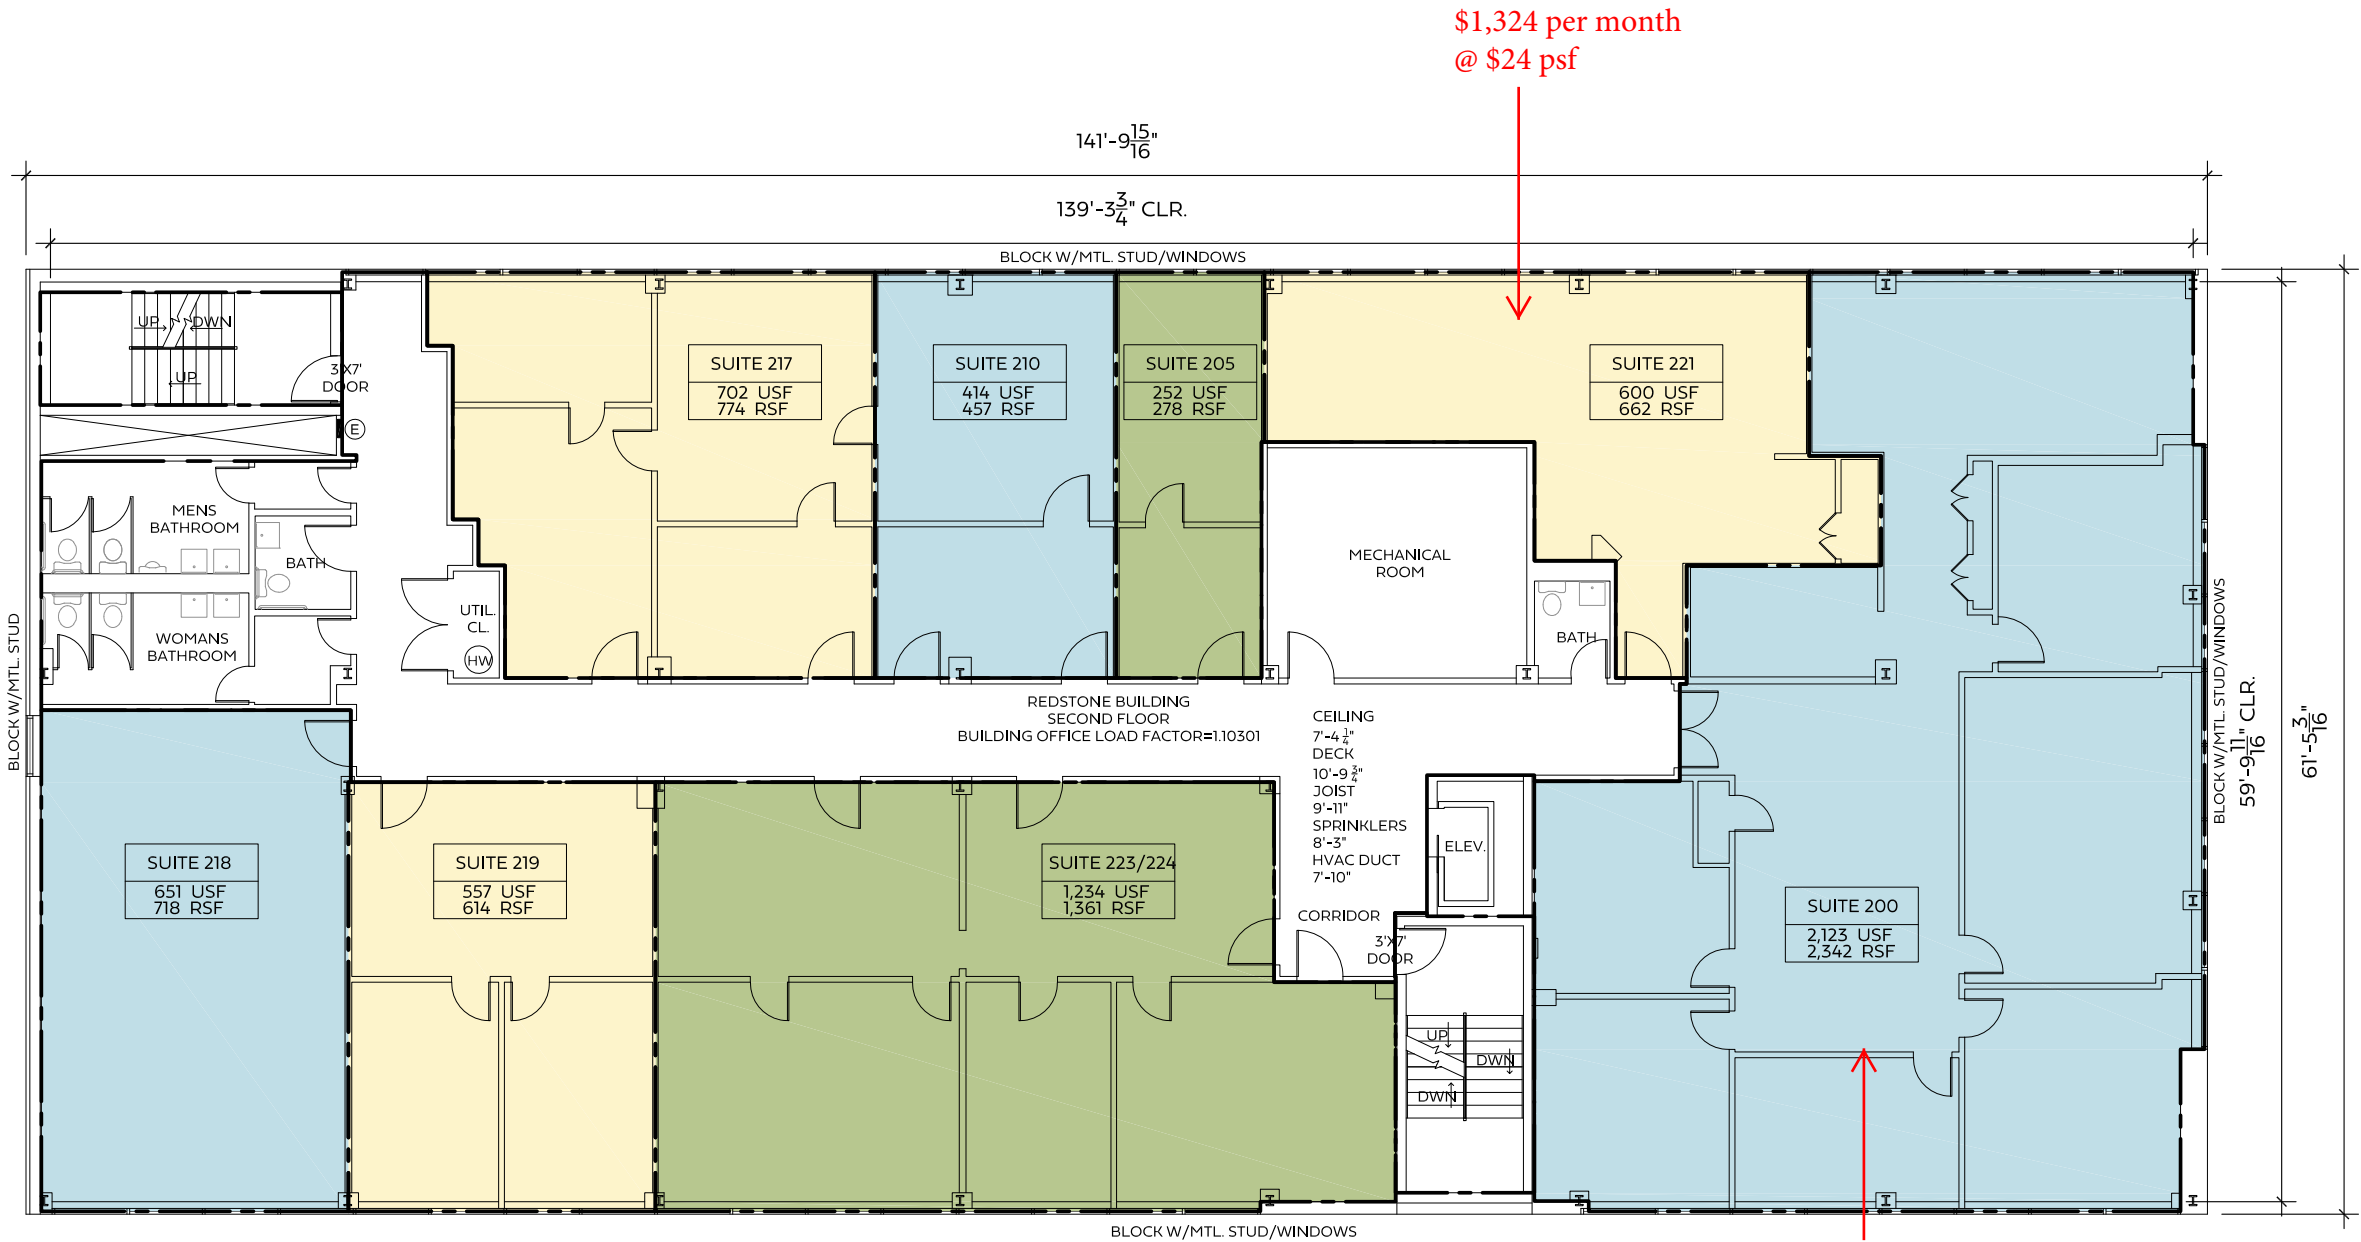 $1,324 per month
@ $24 psf
141'-9 15/16"
139'-3 3/4" CLR.
BLOCK W/MTL. STUD/WINDOWS
UP
DWN
UP
3'X7'
DOOR
E
SUITE 217
702 USF
774 RSF
SUITE 210
414 USF
457 RSF
SUITE 205
252 USF
278 RSF
SUITE 221
600 USF
662 RSF
MENS
BATHROOM
BATH
MECHANICAL
ROOM
UTIL.
CL.
HW
WOMANS
BATHROOM
BATH
BLOCK W/MTL. STUD
BLOCK W/MTL. STUD/WINDOWS
59'-9 11/16" CLR.
61'-5 3/16"
REDSTONE BUILDING
SECOND FLOOR
BUILDING OFFICE LOAD FACTOR=1.10301
CEILING
7'-4 1/4"
DECK
10'-9 3/4"
JOIST
9'-11"
SPRINKLERS
8'-3"
HVAC DUCT
7'-10"
CORRIDOR
3'X7'
DOOR
ELEV.
SUITE 218
651 USF
718 RSF
SUITE 219
557 USF
614 RSF
SUITE 223/224
1,234 USF
1,361 RSF
SUITE 200
2,123 USF
2,342 RSF
UP
DWN
DWN
BLOCK W/MTL. STUD/WINDOWS